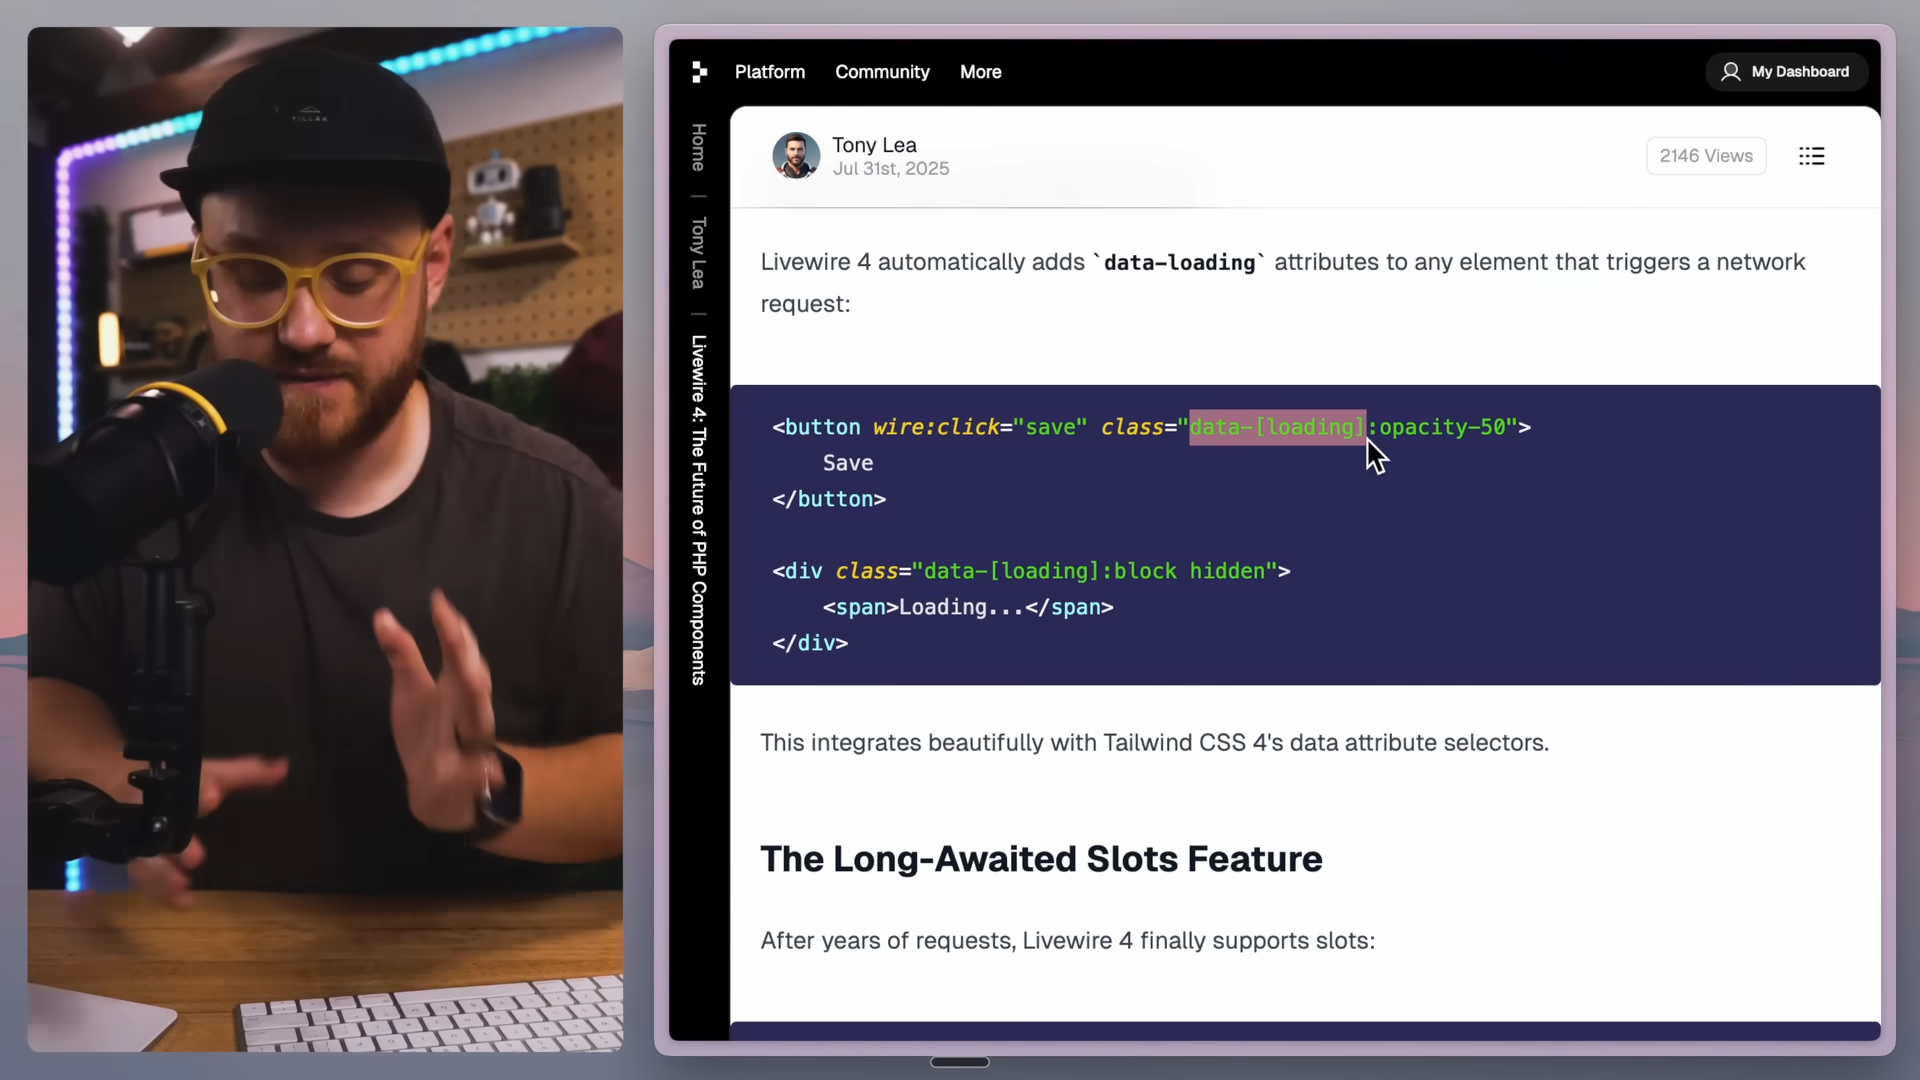 TILLAK
Platform
Community
More
My Dashboard
Home | Tony Lea | Livewire 4: The Future of PHP Components
Tony Lea
Jul 31st, 2025
2146 Views
Livewire 4 automatically adds `data-loading` attributes to any element that triggers a network
request:
<button wire:click="save" class="data-[loading]:opacity-50">
Save
</button>
<div class="data-[loading]:block hidden">
<span>Loading...</span>
</div>
This integrates beautifully with Tailwind CSS 4's data attribute selectors.
The Long-Awaited Slots Feature
After years of requests, Livewire 4 finally supports slots: